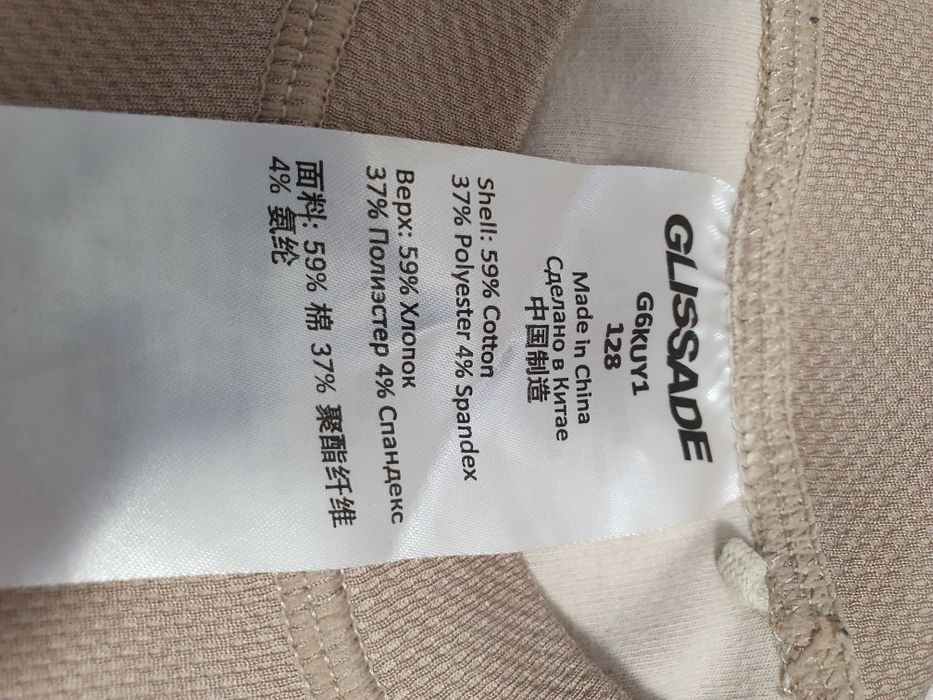 GLISSADE
G6KUY1
128
Made in China
Сделано в Китае
中国制造
Shell: 59% Cotton
37% Polyester 4% Spandex
Верх: 59% Хлопок
37% Полиэстер 4% Спандекс
面料: 59% 棉 37% 聚酯纤维
4% 氨纶